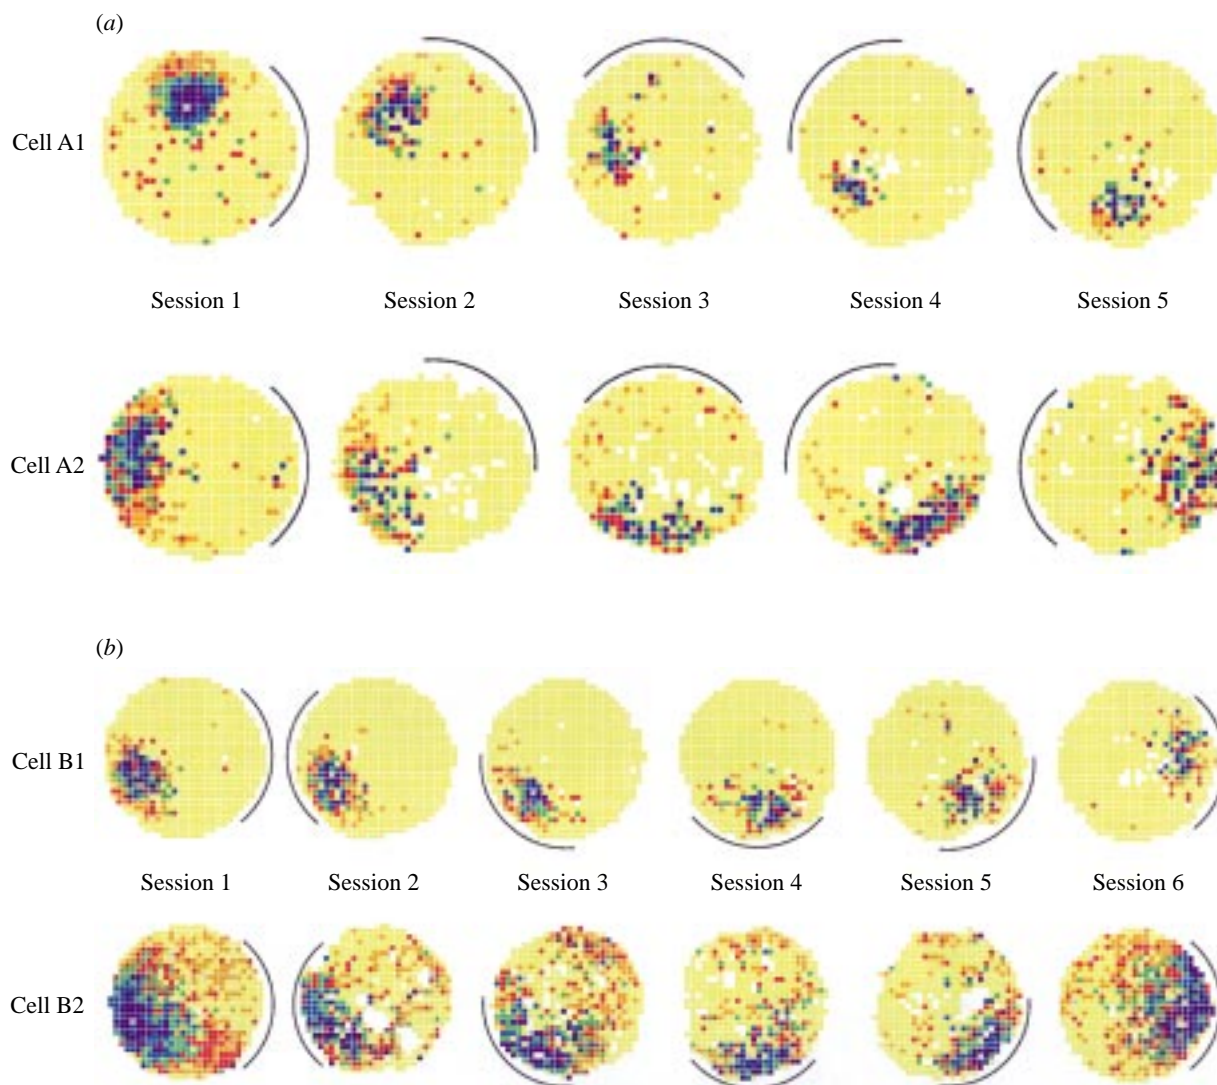 (a)
Cell A1
Session 1 Session 2 Session 3 Session 4 Session 5
Cell A2
(b)
Cell B1
Session 1 Session 2 Session 3 Session 4 Session 5 Session 6
Cell B2